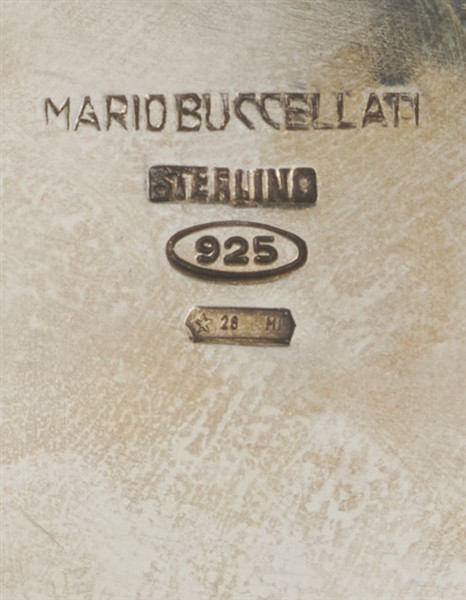 MARIO BUCCELLATI
STERLING
925
☆ 28 MI